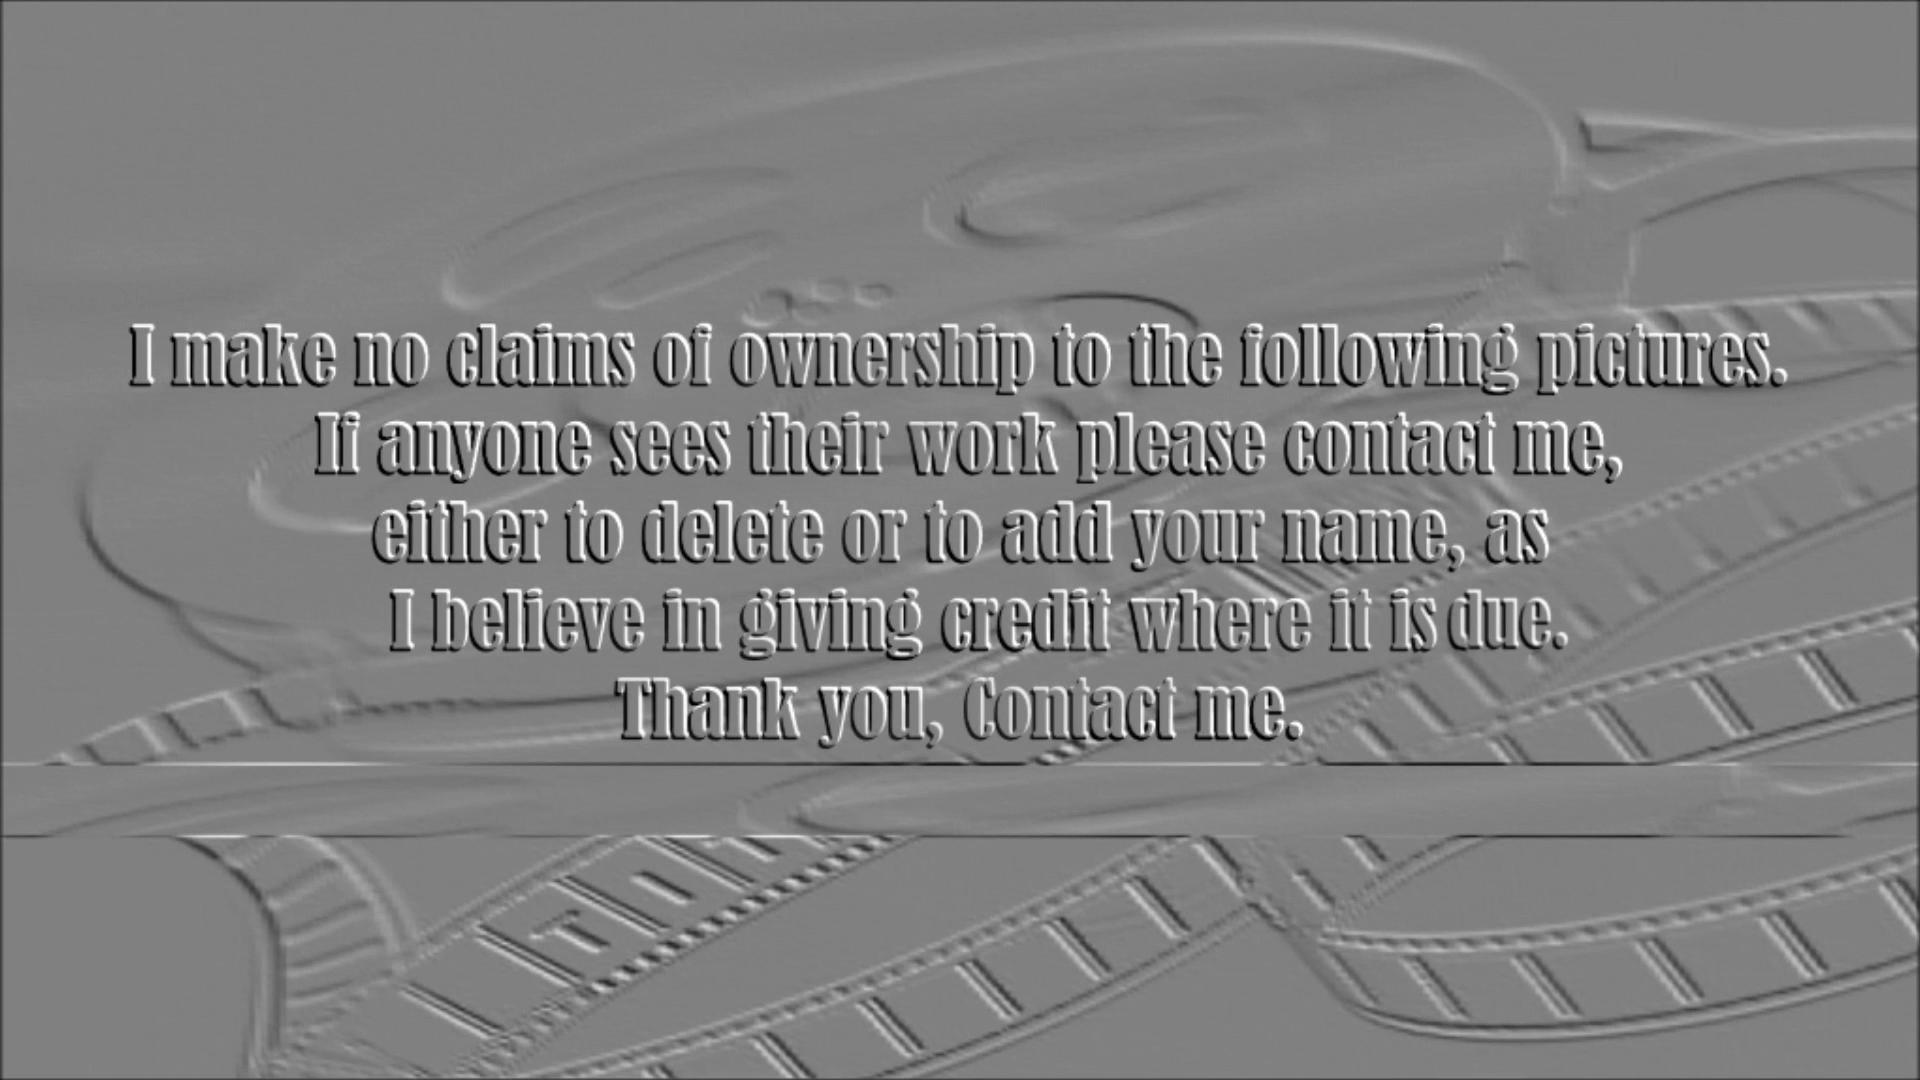 I make no claims of ownership to the following pictures.
If anyone sees their work please contact me,
either to delete or to add your name, as
I believe in giving credit where it is due.
Thank you, Contact me.